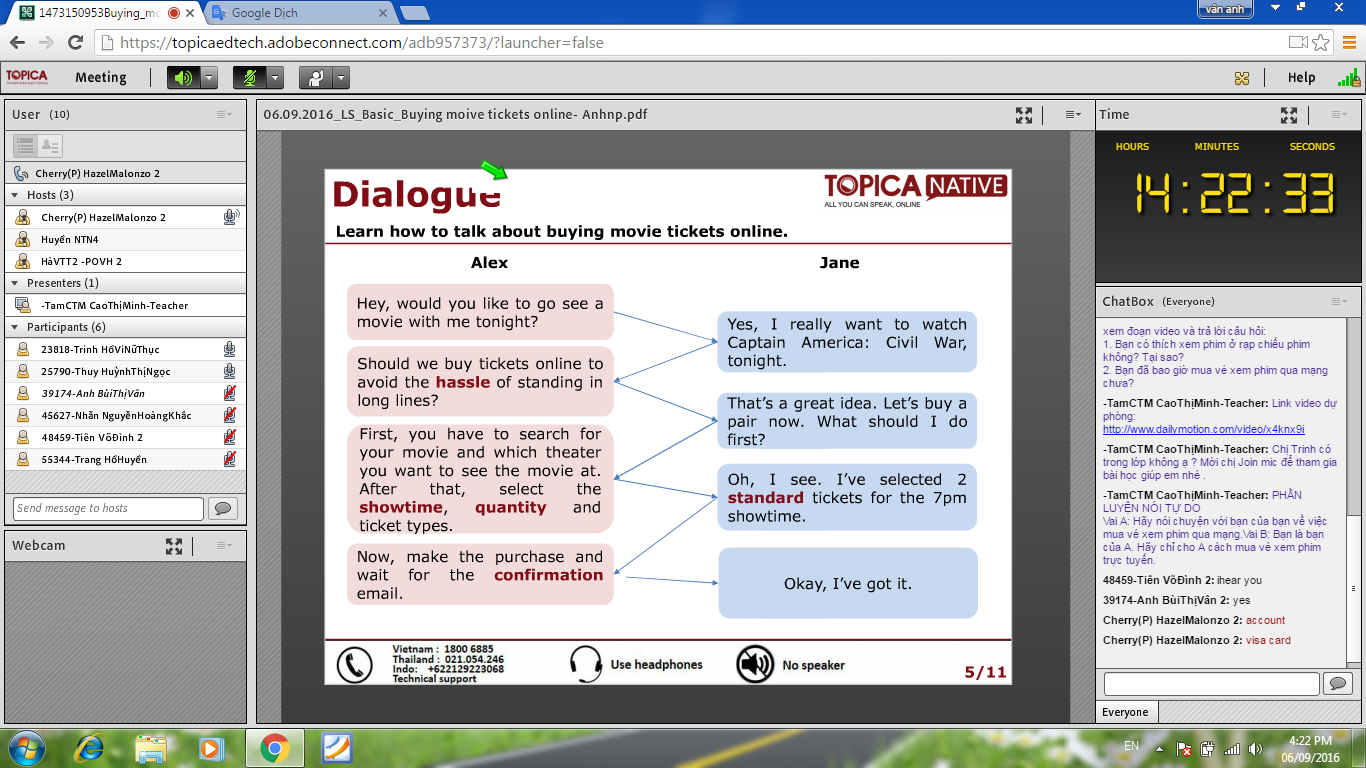 1473150953Buying_mo
Google Dịch
vân anh
https://topicaedtech.adobeconnect.com/adb957373/?launcher=false
TOPICA
Meeting
Help
User (10)
Cherry(P) HazelMalonzo 2
Hosts (3)
Cherry(P) HazelMalonzo 2
Huyền NTN4
HàVTT2 -POVH 2
Presenters (1)
-TamCTM CaoThịMinh-Teacher
Participants (6)
23818-Trinh HồViNữThục
25790-Thuy HuỳnhThịNgọc
39174-Anh BùiThịVân
45627-Nhẫn NguyễnHoàngKhắc
48459-Tiên VõĐình 2
55344-Trang HồHuyền
Send message to hosts
Webcam
06.09.2016_LS_Basic_Buying moive tickets online- Anhnp.pdf
Dialogue
TOPICA NATIVE
ALL YOU CAN SPEAK, ONLINE
Learn how to talk about buying movie tickets online.
Alex
Jane
Hey, would you like to go see a
movie with me tonight?
Yes, I really want to watch
Captain America: Civil War,
tonight.
Should we buy tickets online to
avoid the hassle of standing in
long lines?
That's a great idea. Let's buy a
pair now. What should I do
first?
First, you have to search for
your movie and which theater
you want to see the movie at.
After that, select the
showtime, quantity and
ticket types.
Oh, I see. I've selected 2
standard tickets for the 7pm
showtime.
Now, make the purchase and
wait for the confirmation
email.
Okay, I've got it.
Vietnam : 1800 6885
Thailand : 021.054.246
Indo: +622129223068
Technical support
Use headphones
No speaker
5/11
Time
HOURS MINUTES SECONDS
14:22:33
ChatBox (Everyone)
xem đoạn video và trả lời câu hỏi:
1. Bạn có thích xem phim ở rạp chiếu phim
không? Tại sao?
2. Bạn đã bao giờ mua vé xem phim qua mạng
chưa?
-TamCTM CaoThịMinh-Teacher: Link video dự
phòng:
http://www.dailymotion.com/video/x4knx9i
-TamCTM CaoThịMinh-Teacher: Chị Trinh có
trong lớp không ạ ? Mời chị Join mic để tham gia
bài học giúp em nhé .
-TamCTM CaoThịMinh-Teacher: PHẦN
LUYỆN NÓI TỰ DO
Vai A: Hãy nói chuyện với bạn của bạn về việc
mua vé xem phim qua mạng.Vai B: Bạn là bạn
của A. Hãy chỉ cho A cách mua vé xem phim
trực tuyến.
48459-Tiên VõĐình 2: ihear you
39174-Anh BùiThịVân 2: yes
Cherry(P) HazelMalonzo 2: account
Cherry(P) HazelMalonzo 2: visa card
Everyone
EN
4:22 PM
06/09/2016